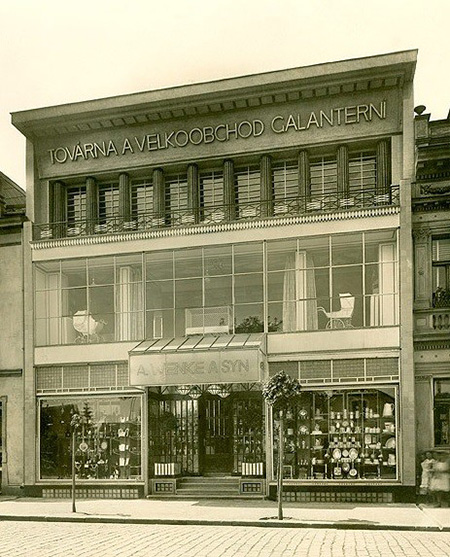 TOVÁRNA A VELKOOBCHOD GALANTERNÍ
A. WENKE A SYN